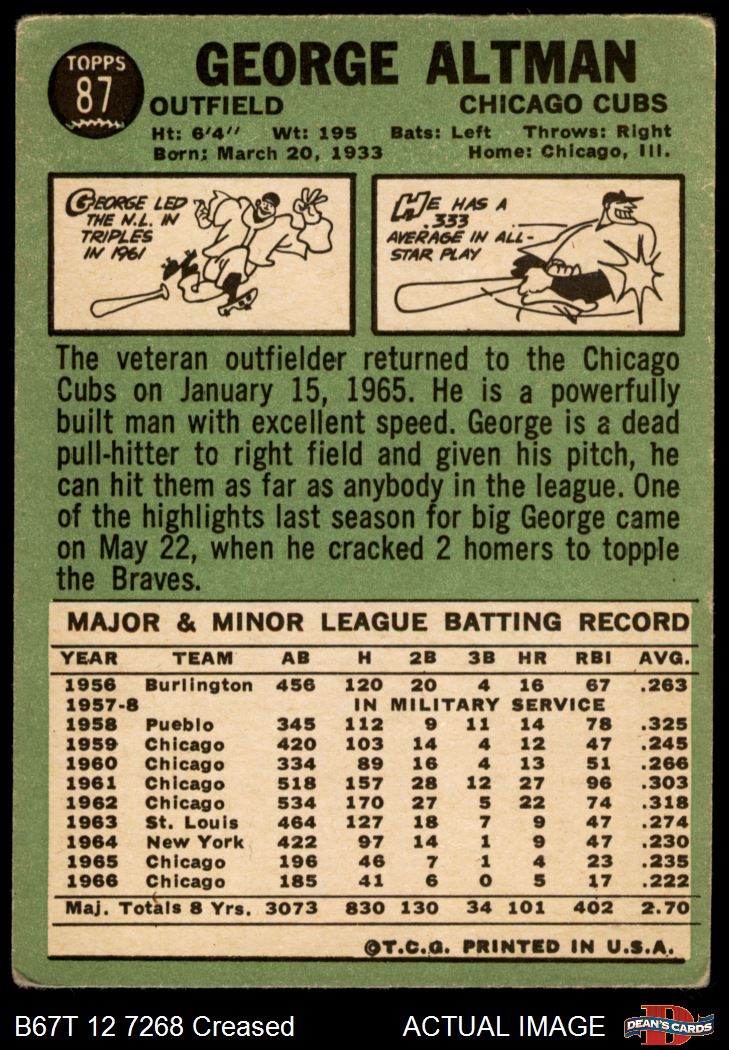 TOPPS
87
GEORGE ALTMAN
OUTFIELD CHICAGO CUBS
Ht: 6'4" Wt: 195 Bats: Left Throws: Right
Born: March 20, 1933 Home: Chicago, Ill.
GEORGE LED
THE N.L. IN
TRIPLES
IN 1961
HE HAS A
.333
AVERAGE IN ALL-
STAR PLAY
The veteran outfielder returned to the Chicago
Cubs on January 15, 1965. He is a powerfully
built man with excellent speed. George is a dead
pull-hitter to right field and given his pitch, he
can hit them as far as anybody in the league. One
of the highlights last season for big George came
on May 22, when he cracked 2 homers to topple
the Braves.
MAJOR & MINOR LEAGUE BATTING RECORD
YEAR TEAM AB H 2B 3B HR RBI AVG.
1956 Burlington 456 120 20 4 16 67 .263
1957-8 IN MILITARY SERVICE
1958 Pueblo 345 112 9 11 14 78 .325
1959 Chicago 420 103 14 4 12 47 .245
1960 Chicago 334 89 16 4 13 51 .266
1961 Chicago 518 157 28 12 27 96 .303
1962 Chicago 534 170 27 5 22 74 .318
1963 St. Louis 464 127 18 7 9 47 .274
1964 New York 422 97 14 1 9 47 .230
1965 Chicago 196 46 7 1 4 23 .235
1966 Chicago 185 41 6 0 5 17 .222
Maj. Totals 8 Yrs. 3073 830 130 34 101 402 2.70
©T.C.G. PRINTED IN U.S.A.
B67T 12 7268 Creased ACTUAL IMAGE
D
DEAN'S CARDS